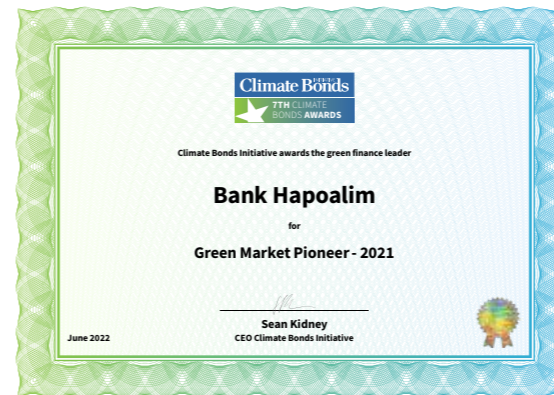 Climate Bonds
7TH CLIMATE
BONDS AWARDS
Climate Bonds Initiative awards the green finance leader
Bank Hapoalim
for
Green Market Pioneer - 2021
Sean Kidney
June 2022
CEO Climate Bonds Initiative